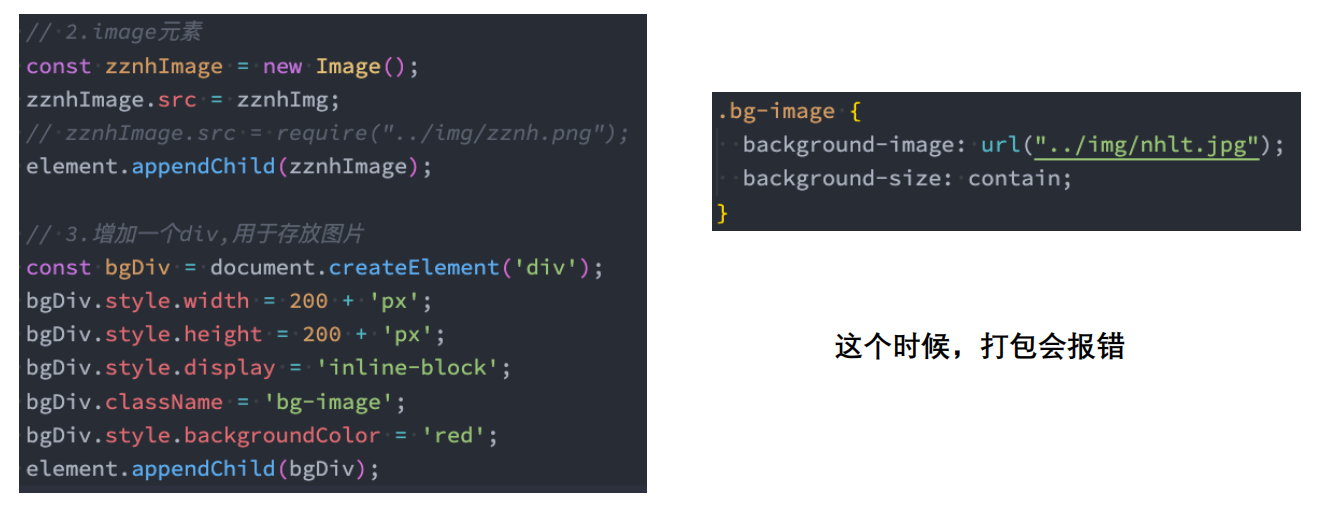 // 2.image元素
const zznhImage = new Image();
zznhImage.src = zznhImg;
// zznhImage.src = require("../img/zznh.png");
element.appendChild(zznhImage);
// 3.增加一个div,用于存放图片
const bgDiv = document.createElement('div');
bgDiv.style.width = 200 + 'px';
bgDiv.style.height = 200 + 'px';
bgDiv.style.display = 'inline-block';
bgDiv.className = 'bg-image';
bgDiv.style.backgroundColor = 'red';
element.appendChild(bgDiv);
.bg-image {
background-image: url("../img/nhlt.jpg");
background-size: contain;
}
这个时候，打包会报错